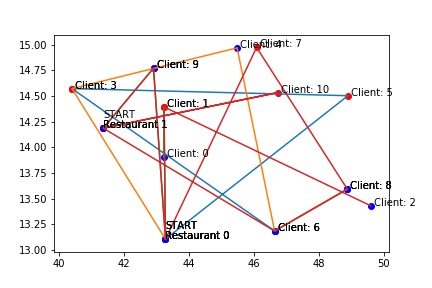 15.00
14.75
14.50
14.25
14.00
13.75
13.50
13.25
13.00
Client: 4
Client: 7
Client: 9
Client: 3
Client: 10
Client: 5
Client: 1
START
Restaurant 1
Client: 0
Client: 8
Client: 2
START
Restaurant 0
Client: 6
40
42
44
46
48
50